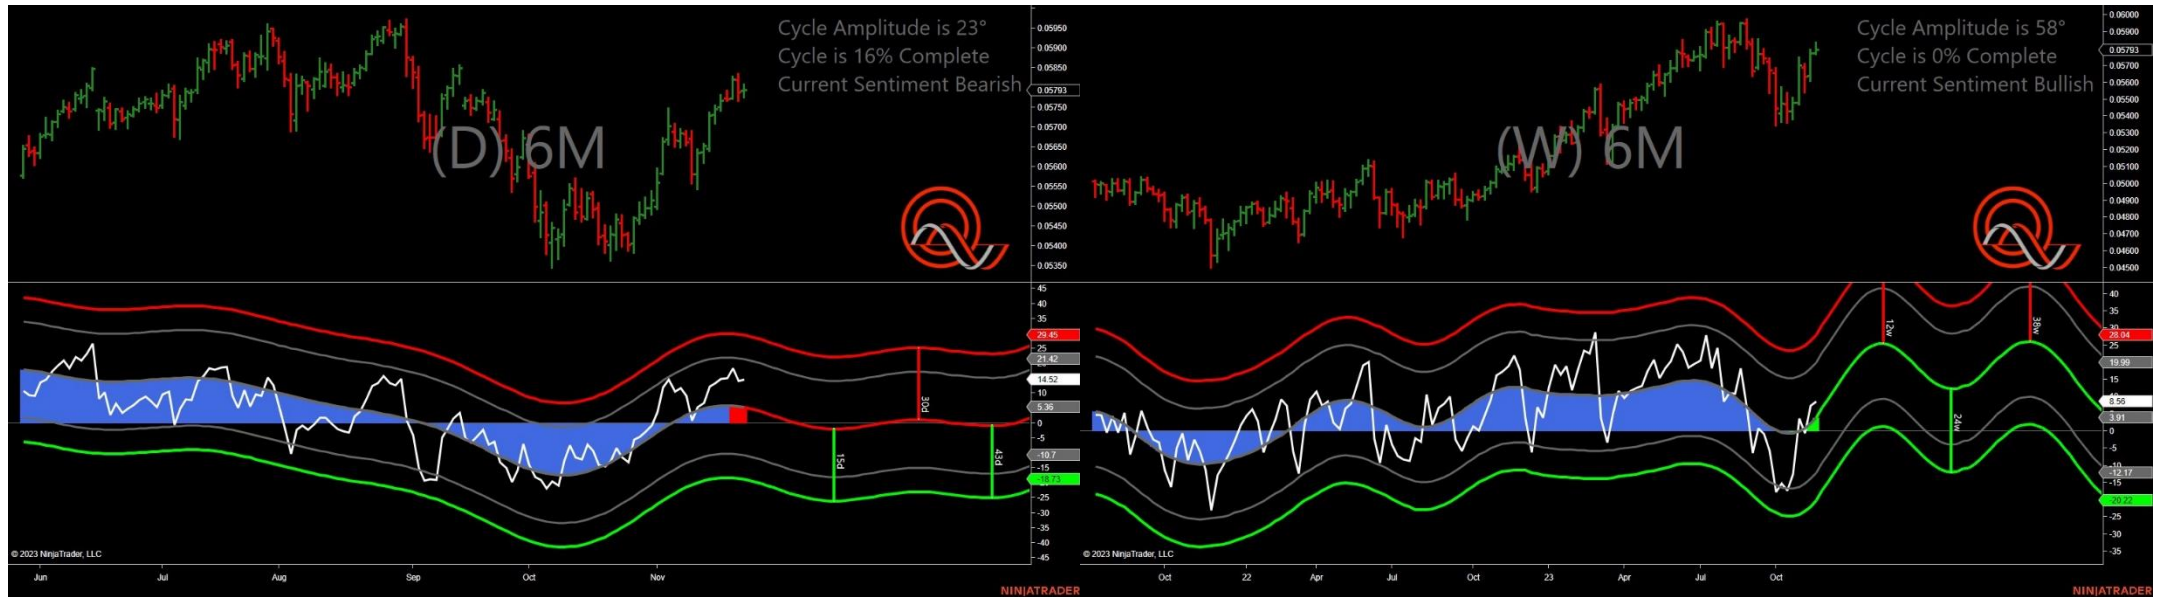 Cycle Amplitude is 23°
Cycle is 16% Complete
Current Sentiment Bearish
(D) 6M
0.05950
0.05900
0.05850
0.05793
0.05750
0.05700
0.05650
0.05600
0.05550
0.05500
0.05450
0.05400
0.05350
45
40
35
29.45
25
21.42
14.52
5.36
0
-5
-10.7
-15
-18.73
-25
-30
-35
-40
-45
15d
30d
43d
© 2023 NinjaTrader, LLC
Jun
Jul
Aug
Sep
Oct
Nov
NINJATRADER
Cycle Amplitude is 58°
Cycle is 0% Complete
Current Sentiment Bullish
(W) 6M
0.06000
0.05900
0.05793
0.05700
0.05600
0.05500
0.05400
0.05300
0.05200
0.05100
0.05000
0.04900
0.04800
0.04700
0.04600
0.04500
40
35
28.04
25
19.99
15
8.56
3.91
0
-5
-12.17
-15
-20.22
-25
-30
-35
12w
24w
38w
© 2023 NinjaTrader, LLC
Oct
22
Apr
Jul
Oct
23
Apr
Jul
Oct
NINJATRADER